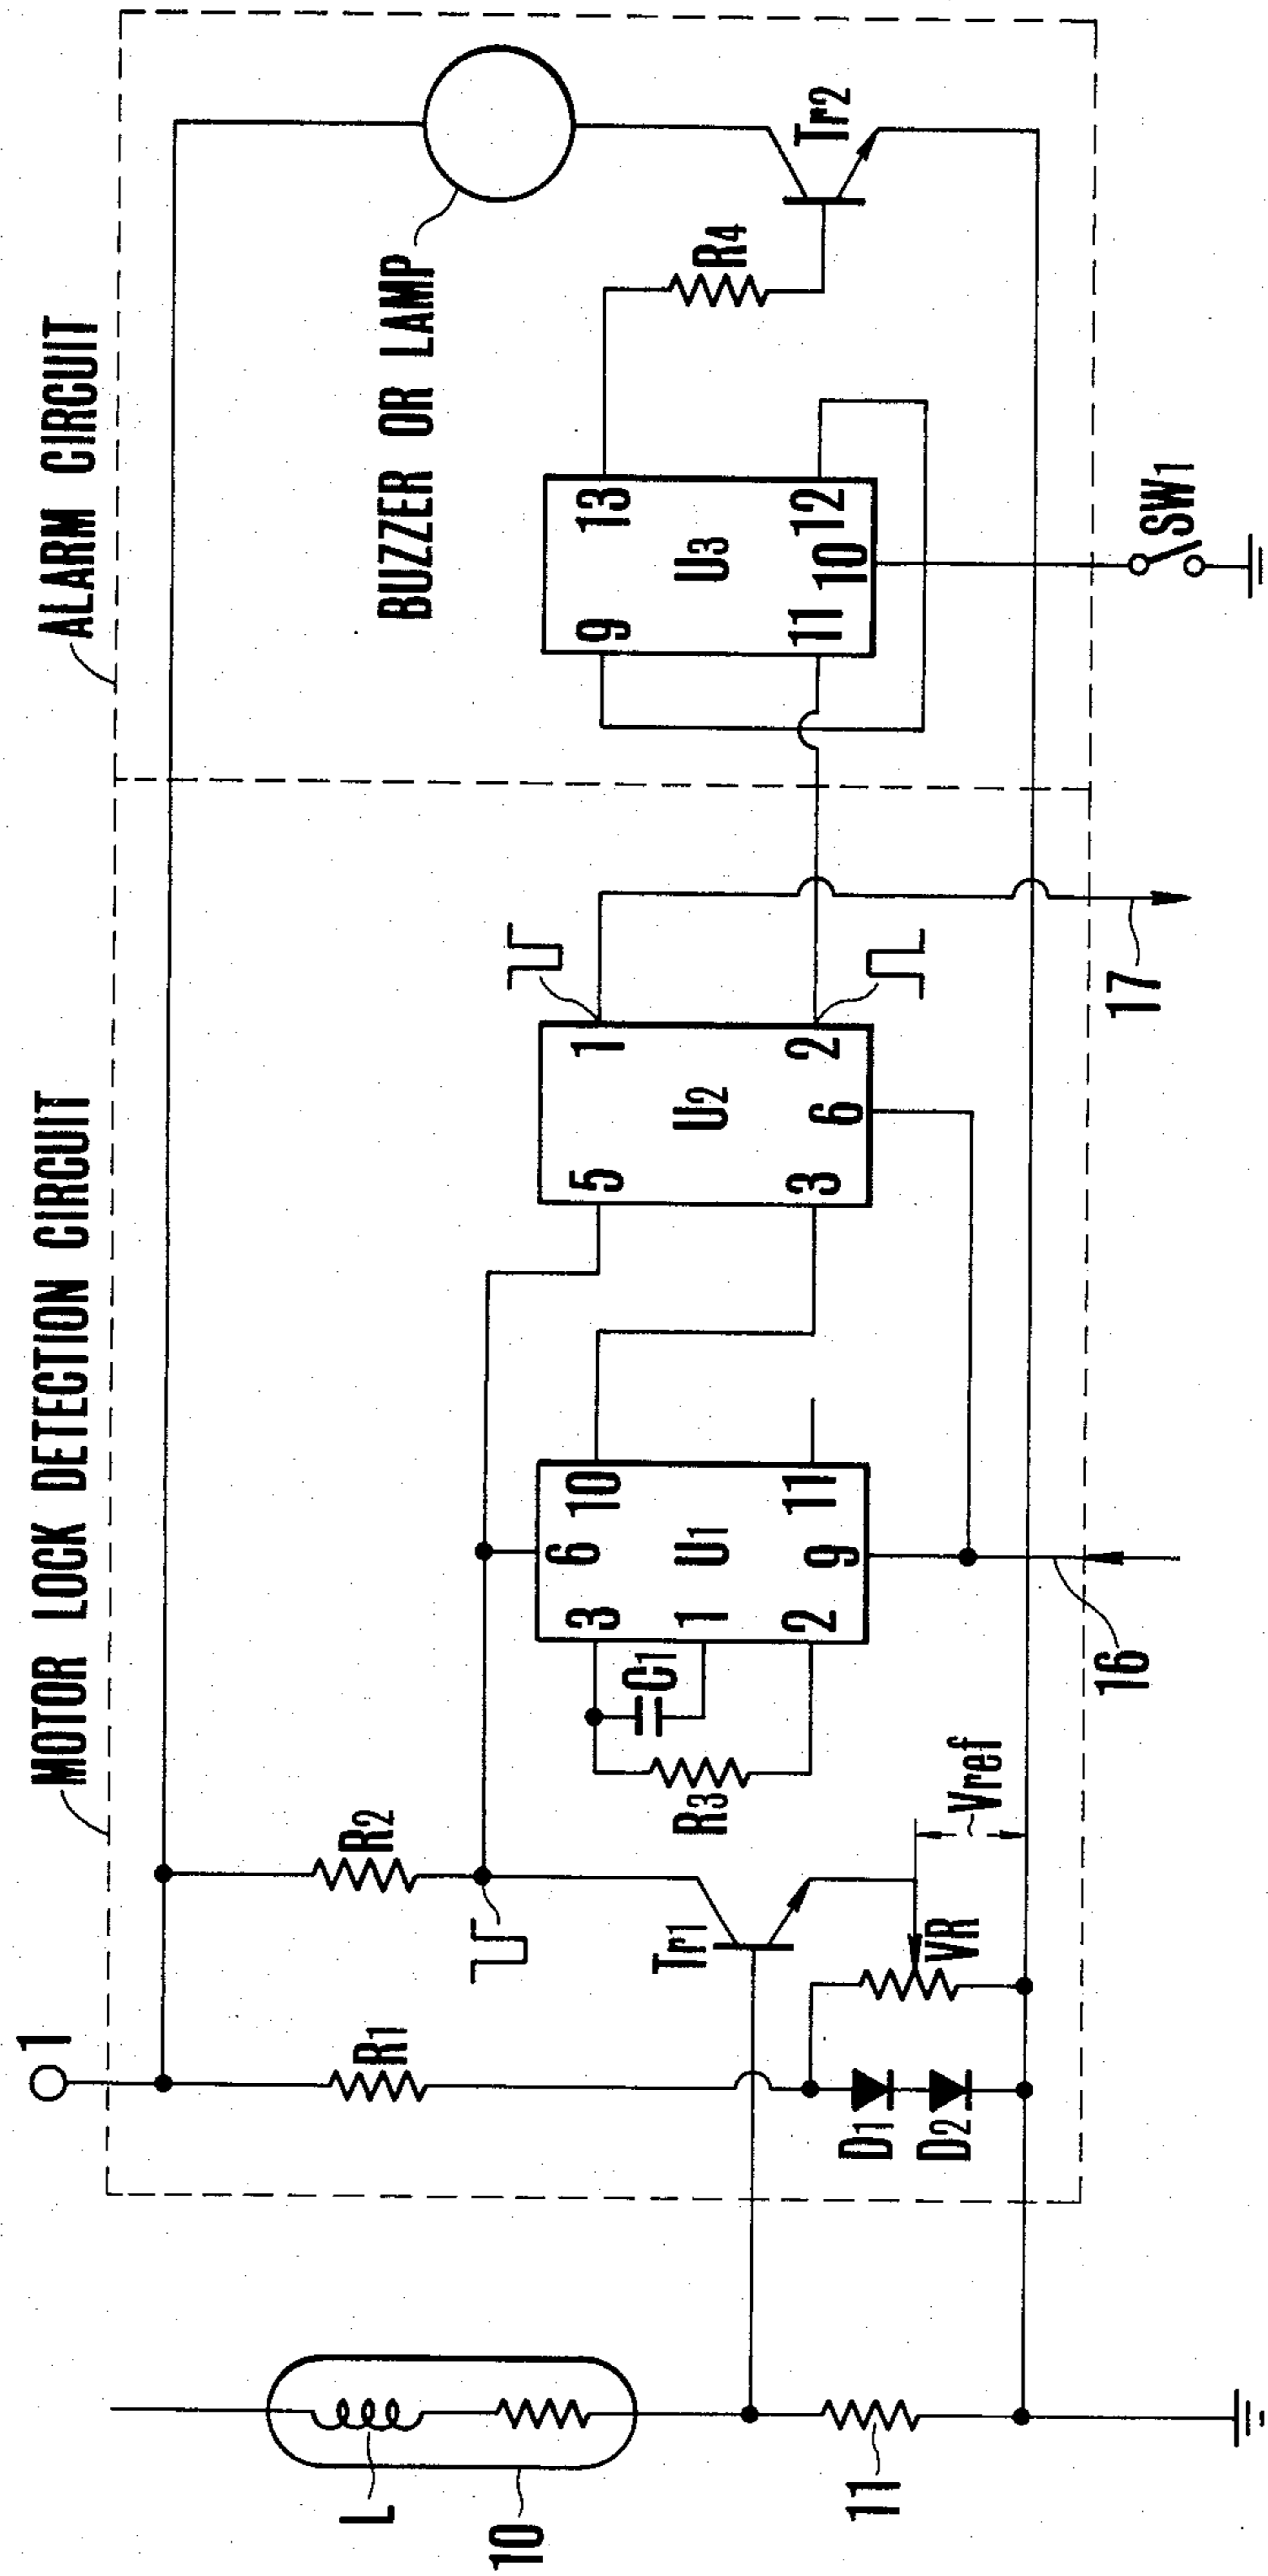 MOTOR LOCK DETECTION CIRCUIT
ALARM CIRCUIT
1
R1
R2
BUZZER OR LAMP
L
10
11
Tr1
D1
D2
VR
Vref
R3
C1
3
6
10
1
U1
2
9
11
16
5
1
U2
3
6
2
17
9
13
U3
11
10
12
SW1
R4
Tr2